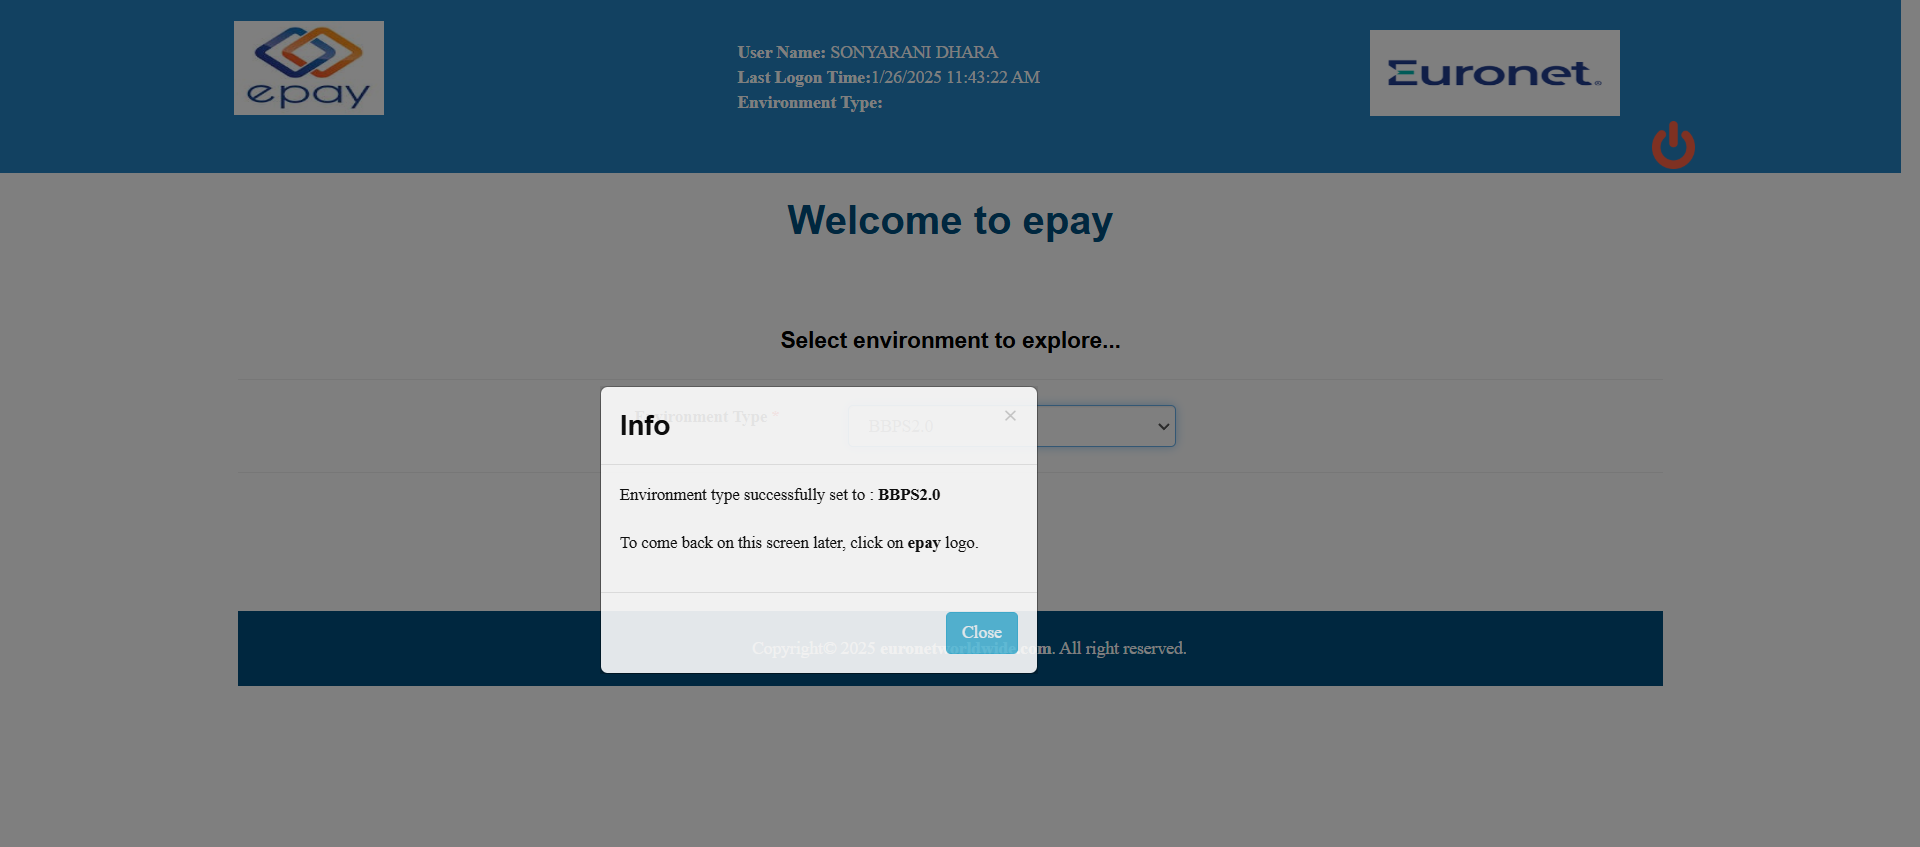 epay
User Name: SONYARANI DHARA
Last Logon Time:1/26/2025 11:43:22 AM
Environment Type:
Euronet
Welcome to epay
Select environment to explore...
Environment Type *
BBPS2.0
Info
×
Environment type successfully set to : BBPS2.0
To come back on this screen later, click on epay logo.
Close
Copyright© 2025 euronetworldwide.com. All right reserved.